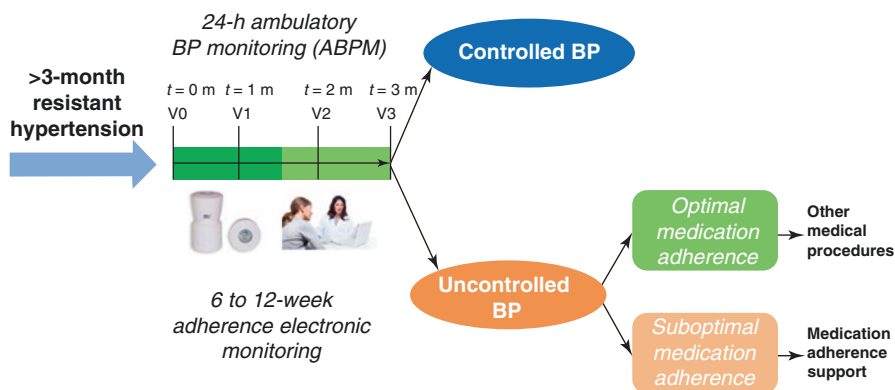 24-h ambulatory
BP monitoring (ABPM)
>3-month
resistant
hypertension
t = 0 m t = 1 m t = 2 m t = 3 m
V0 V1 V2 V3
6 to 12-week
adherence electronic
monitoring
Controlled BP
Uncontrolled
BP
Optimal
medication
adherence
Other
medical
procedures
Suboptimal
medication
adherence
Medication
adherence
support